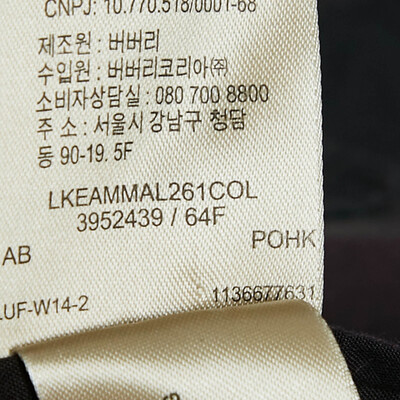 CNPJ: 10.770.518/0001-68
제조원 : 버버리
수입원 : 버버리코리아㈜
소비자상담실 : 080 700 8800
주 소 : 서울시 강남구 청담
동 90-19. 5F
LKEAMMAL261COL
3952439 / 64F
AB POHK
LUF-W14-2 1136677631